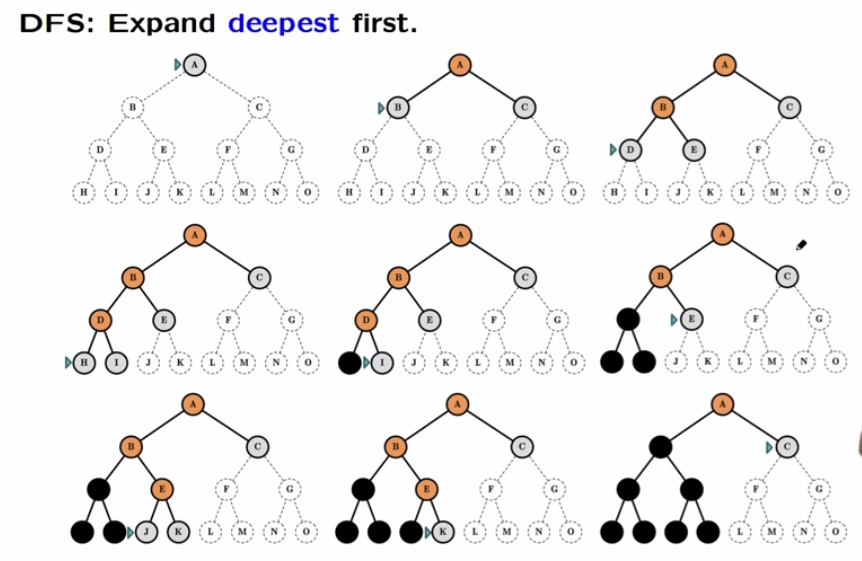 DFS: Expand deepest first.
A A A
B C B C B C
D E F G D E F G D E F G
H I J K L M N O H I J K L M N O H I J K L M N O
A A A
B C B C B C
D E F G D E F G E F G
H I J K L M N O I J K L M N O J K L M N O
A A A
B C B C C
E F G E F G F G
J K L M N O K L M N O L M N O